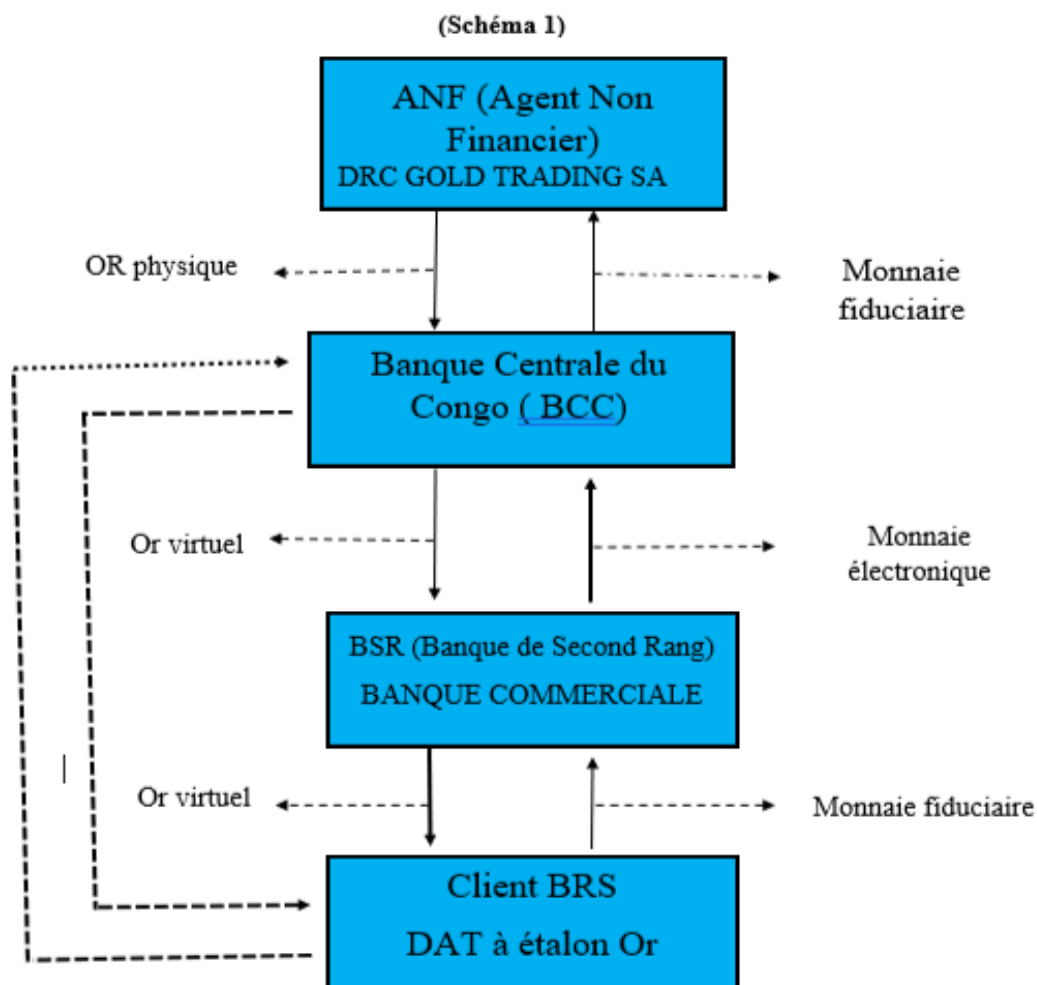 (Schéma 1)
ANF (Agent Non
Financier)
DRC GOLD TRADING SA
OR physique
Monnaie
fiduciaire
Banque Centrale du
Congo ( BCC)
Or virtuel
Monnaie
électronique
BSR (Banque de Second Rang)
BANQUE COMMERCIALE
Or virtuel
Monnaie fiduciaire
Client BRS
DAT à étalon Or